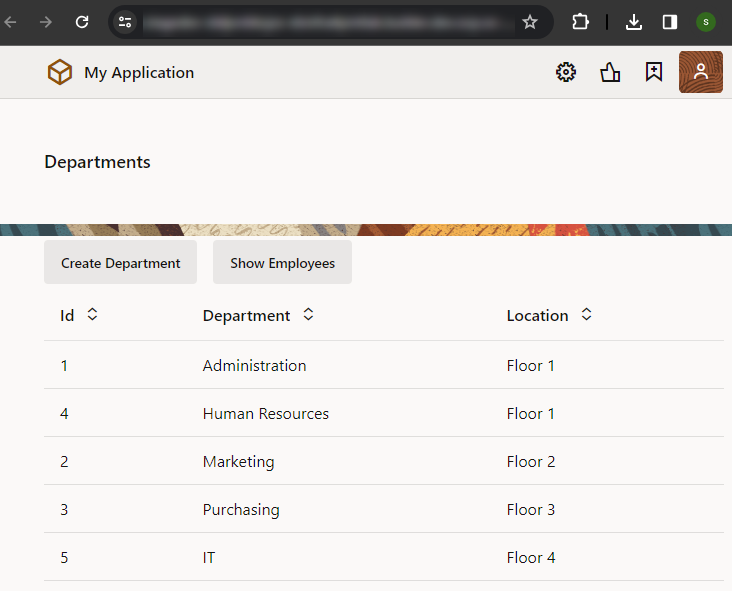 S
My Application
Departments
Create Department Show Employees
Id Department Location
1 Administration Floor 1
4 Human Resources Floor 1
2 Marketing Floor 2
3 Purchasing Floor 3
5 IT Floor 4